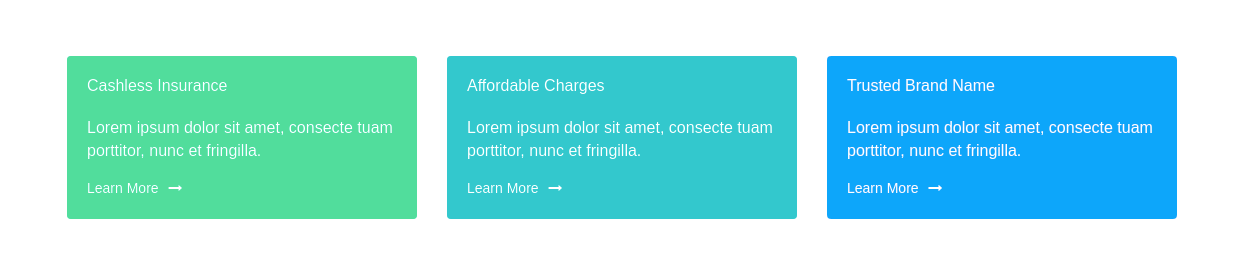 Cashless Insurance
Lorem ipsum dolor sit amet, consecte tuam
porttitor, nunc et fringilla.
Learn More
Affordable Charges
Lorem ipsum dolor sit amet, consecte tuam
porttitor, nunc et fringilla.
Learn More
Trusted Brand Name
Lorem ipsum dolor sit amet, consecte tuam
porttitor, nunc et fringilla.
Learn More